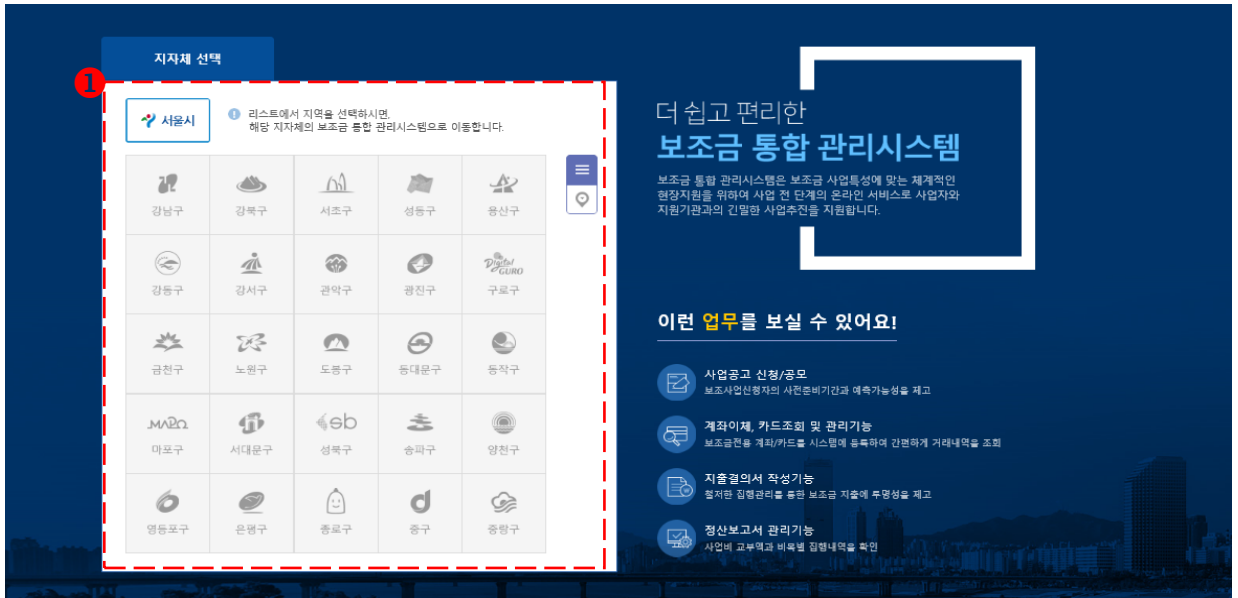 지자체 선택
1
서울시
리스트에서 지역을 선택하시면,
해당 지자체의 보조금 통합 관리시스템으로 이동합니다.
강남구 강북구 서초구 성동구 용산구
Digital GURO
강동구 강서구 관악구 광진구 구로구
금천구 노원구 도봉구 동대문구 동작구
MAPO sb
마포구 서대문구 성북구 송파구 양천구
영등포구 은평구 종로구 중구 중랑구
더 쉽고 편리한
보조금 통합 관리시스템
보조금 통합 관리시스템은 보조금 사업특성에 맞는 체계적인
현장지원을 위하여 사업 전 단계의 온라인 서비스로 사업자와
지원기관과의 긴밀한 사업추진을 지원합니다.
이런 업무를 보실 수 있어요!
사업공고 신청/공모
보조사업신청자의 사전준비기간과 예측가능성을 제고
계좌이체, 카드조회 및 관리기능
보조금전용 계좌/카드를 시스템에 등록하여 간편하게 거래내역을 조회
지출결의서 작성기능
철저한 집행관리를 통한 보조금 지출에 투명성을 제고
정산보고서 관리기능
사업비 교부액과 비목별 집행내역을 확인